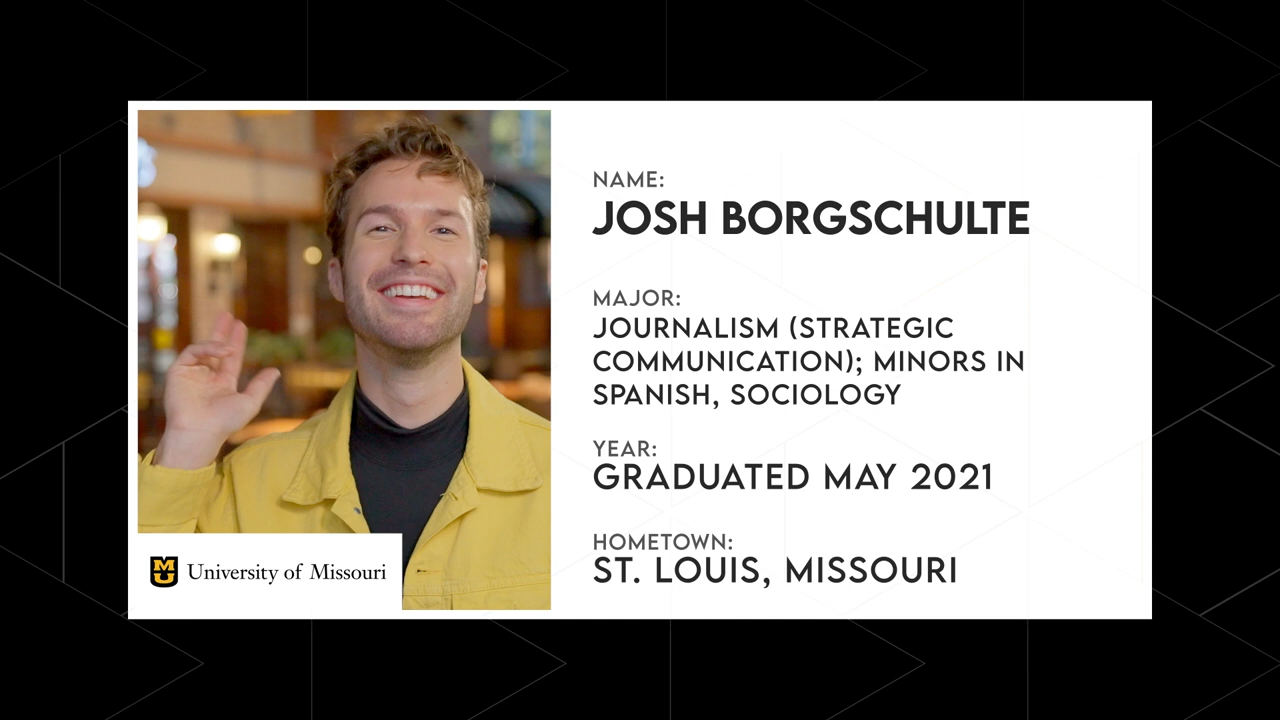 NAME:
JOSH BORGSCHULTE
MAJOR:
JOURNALISM (STRATEGIC
COMMUNICATION); MINORS IN
SPANISH, SOCIOLOGY
YEAR:
GRADUATED MAY 2021
HOMETOWN:
ST. LOUIS, MISSOURI
MU University of Missouri